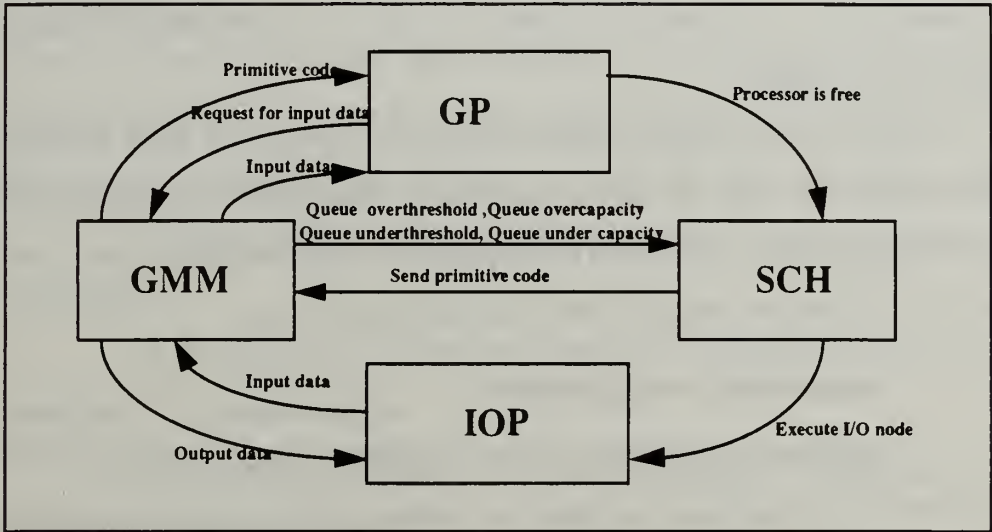 Primitive code
GP
Processor is free
Request for input data
Input data
Queue overthreshoid ,Queue overcapacity
Queue underthreshold, Queue under capacity
GMM
Send primitive code
SCH
Input data
IOP
Execute I/O node
Output data